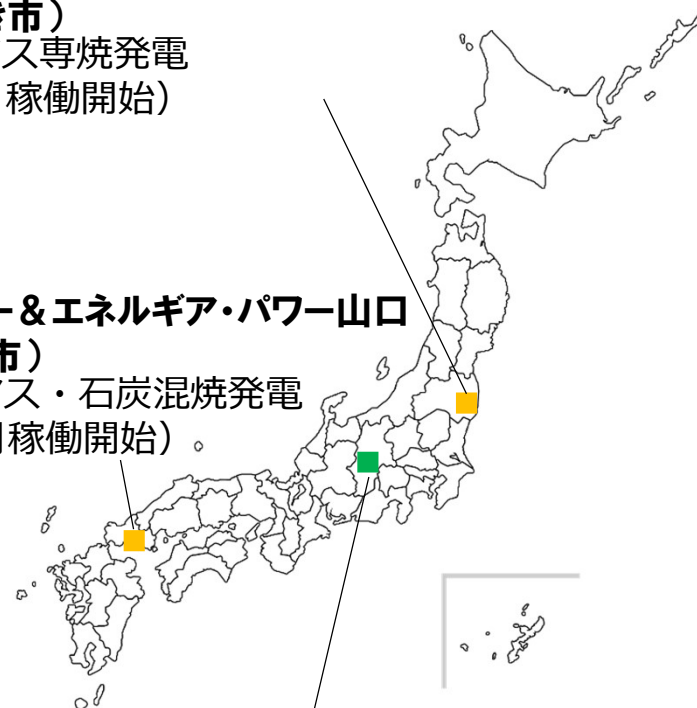 き市）
ス専焼発電
稼働開始）
ー＆エネルギア・パワー山口
市）
ス・石炭混焼発電
稼働開始）